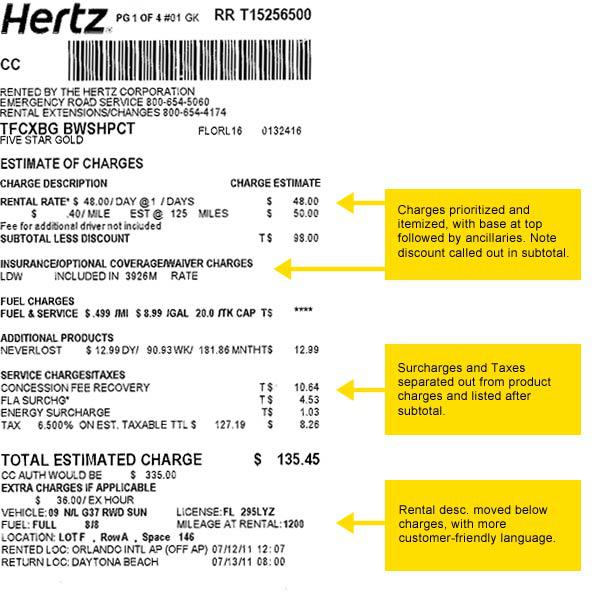 Hertz. PG 1 OF 4 #01 GK RR T15256500
CC
RENTED BY THE HERTZ CORPORATION
EMERGENCY ROAD SERVICE 800-654-5060
RENTAL EXTENSIONS/CHANGES 800-654-4174
TFCXBG BWSHPCT FLORL16 0132416
FIVE STAR GOLD
ESTIMATE OF CHARGES
CHARGE DESCRIPTION CHARGE ESTIMATE
RENTAL RATE* $ 48.00/ DAY @ 1 / DAYS $ 48.00
$ .40/ MILE EST @ 125 MILES $ 50.00
Fee for additional driver not included
SUBTOTAL LESS DISCOUNT T $ 98.00
Charges prioritized and
itemized, with base at top
followed by ancillaries. Note
discount called out in subtotal.
INSURANCE/OPTIONAL COVERAGE/WAIVER CHARGES
LDW INCLUDED IN 3926M RATE
FUEL CHARGES
FUEL & SERVICE $ .499 /MI $ 8.99 /GAL 20.0 /TK CAP T$ ****
ADDITIONAL PRODUCTS
NEVERLOST $ 12.99 DY/ 90.93 WK/ 181.86 MNTHT$ 12.99
SERVICE CHARGES/TAXES
CONCESSION FEE RECOVERY T $ 10.64
FLA SURCHG* T $ 4.53
ENERGY SURCHARGE T$ 1.03
TAX 6.500% ON EST. TAXABLE TTL $ 127.19 $ 8.26
Surcharges and Taxes
separated out from product
charges and listed after
subtotal.
TOTAL ESTIMATED CHARGE $ 135.45
CC AUTH WOULD BE $ 335.00
EXTRA CHARGES IF APPLICABLE
$ 36.00/ EX HOUR
VEHICLE: 09 N/L G37 RWD SUN LICENSE: FL 295LYZ
FUEL: FULL 8/8 MILEAGE AT RENTAL: 1200
LOCATION: LOT F , Row A , Space 146
RENTED LOC: ORLANDO INTL AP (OFF AP) 07/12/11 12:07
RETURN LOC: DAYTONA BEACH 07/13/11 08:00
Rental desc. moved below
charges, with more
customer-friendly language.